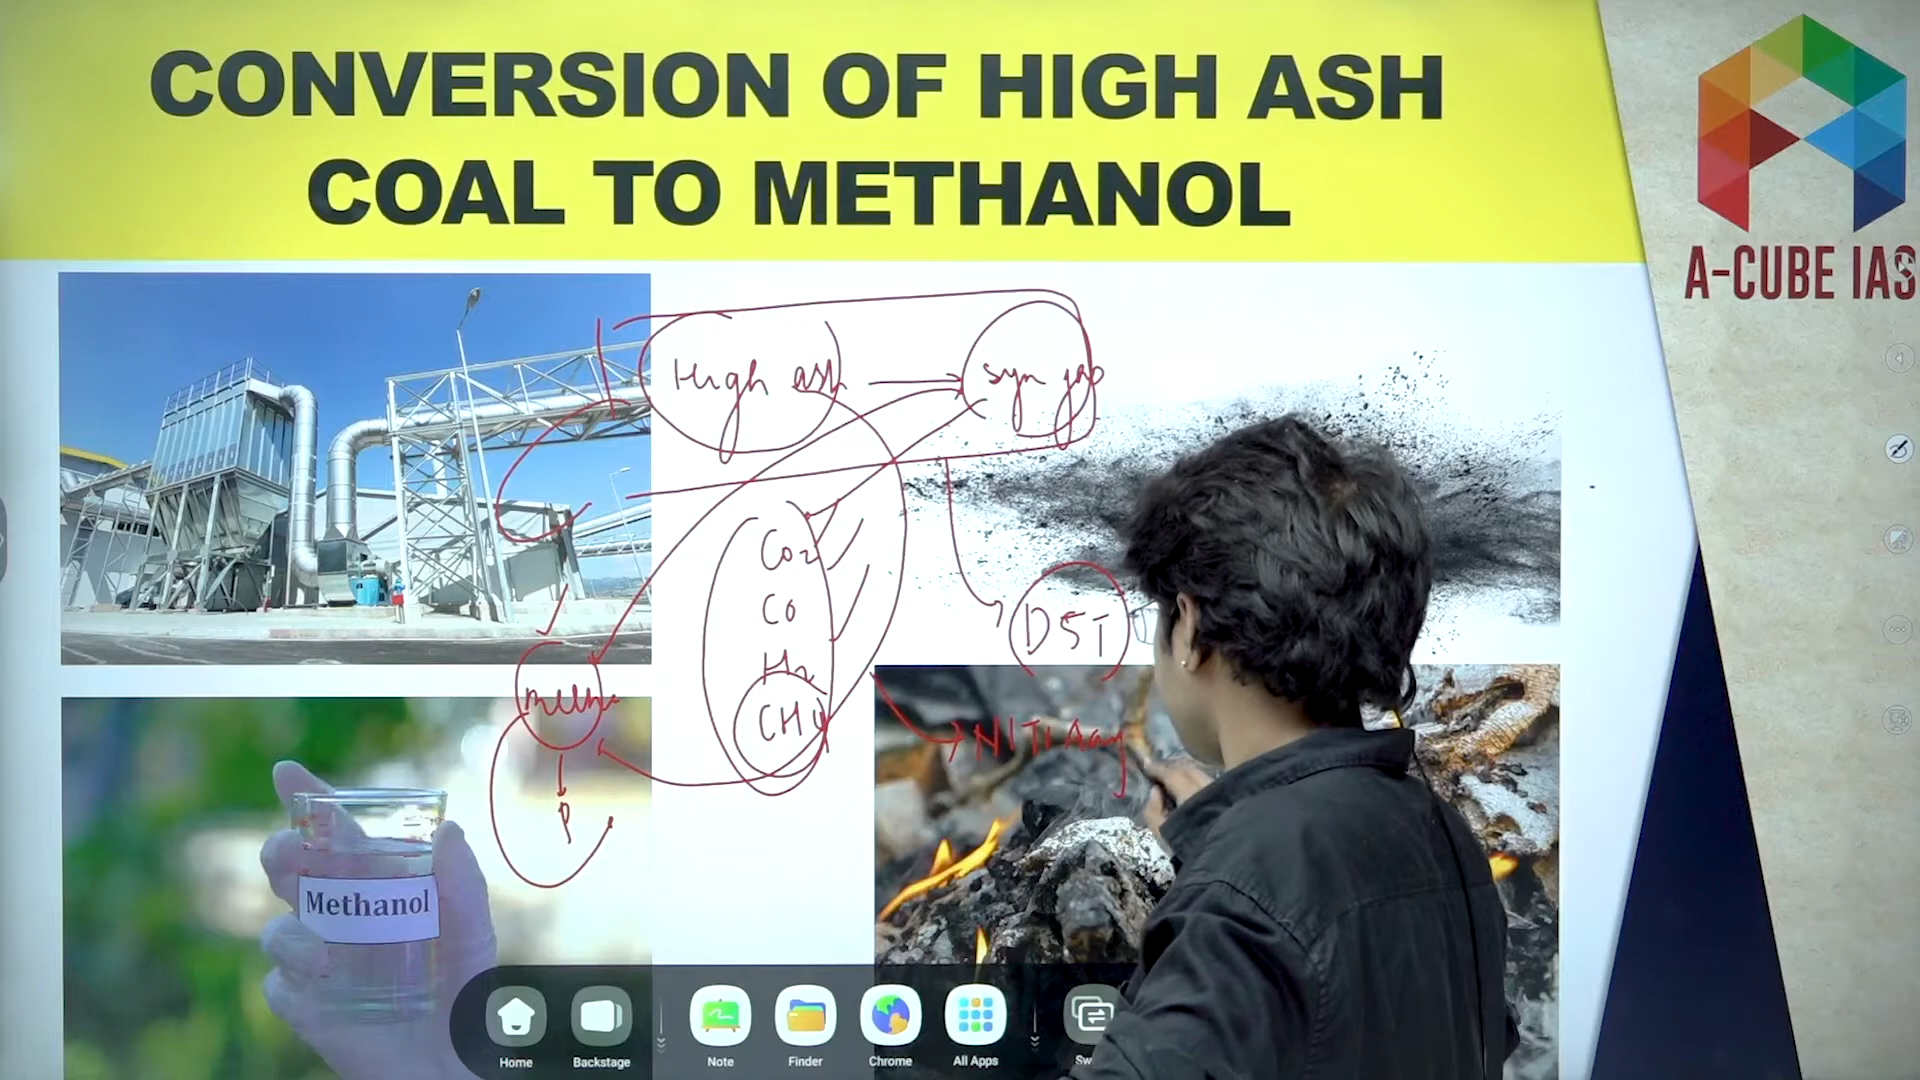 CONVERSION OF HIGH ASH
COAL TO METHANOL
A-CUBE IAS
High ash
syn gas
CO2
CO
H2
CH4
DST
NITI Aay
P
Methanol
Home
Backstage
Note
Finder
Chrome
All Apps